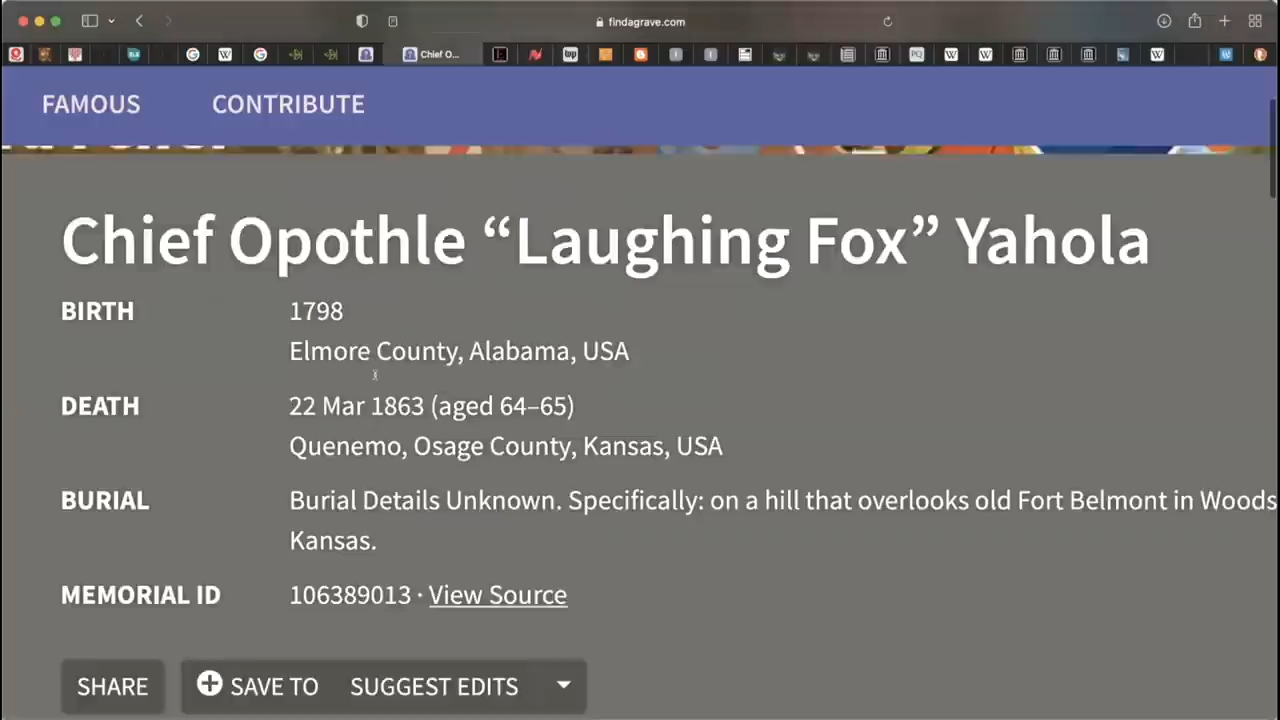 findagrave.com
Chief O...
FAMOUS
CONTRIBUTE
Chief Opothle “Laughing Fox” Yahola
BIRTH
1798
Elmore County, Alabama, USA
DEATH
22 Mar 1863 (aged 64–65)
Quenemo, Osage County, Kansas, USA
BURIAL
Burial Details Unknown. Specifically: on a hill that overlooks old Fort Belmont in Woods
Kansas.
MEMORIAL ID
106389013 · View Source
SHARE
SAVE TO
SUGGEST EDITS